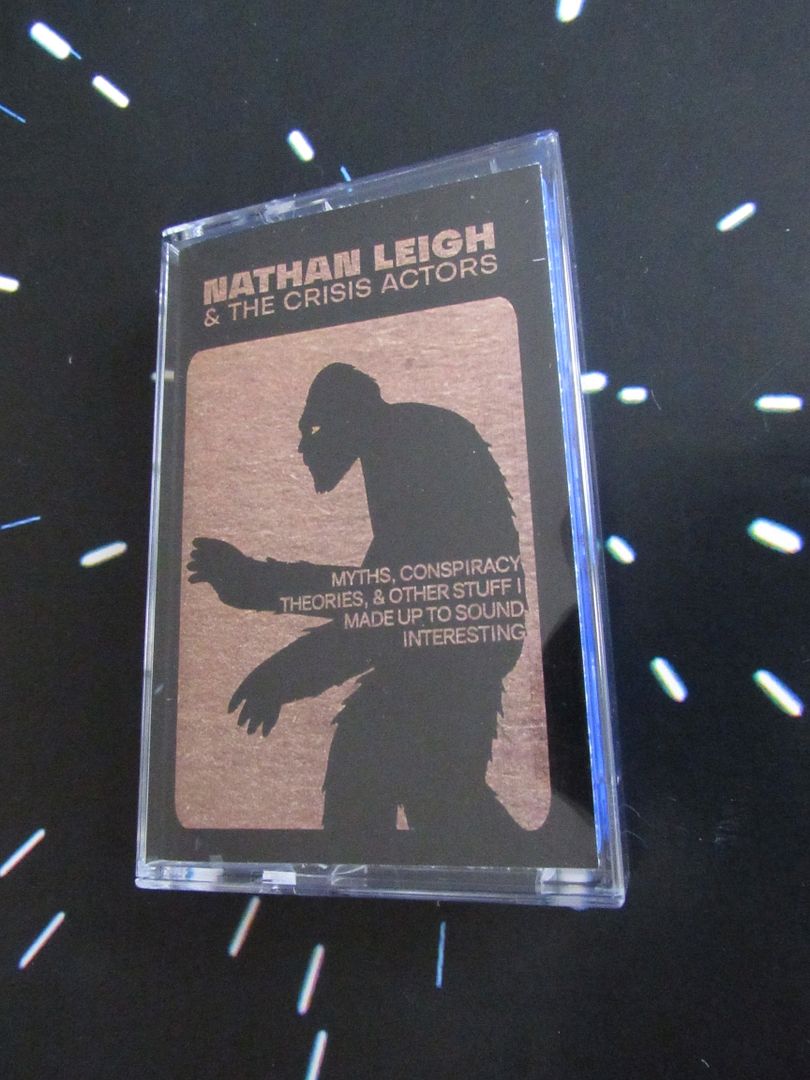 NATHAN LEIGH
& THE CRISIS ACTORS
MYTHS, CONSPIRACY
THEORIES, & OTHER STUFF I
MADE UP TO SOUND
INTERESTING